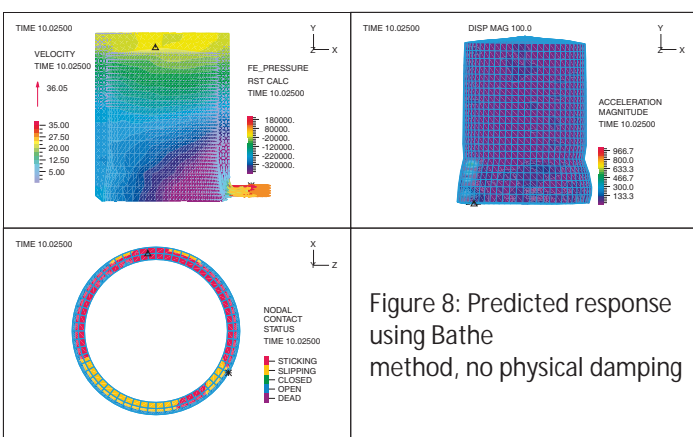 TIME 10.02500
Y
Z X
VELOCITY
TIME 10.02500
36.05
35.00
27.50
20.00
12.50
5.00
FE_PRESSURE
RST CALC
TIME 10.02500
180000.
80000.
-20000.
-120000.
-220000.
-320000.
TIME 10.02500
DISP MAG 100.0
Y
Z X
ACCELERATION
MAGNITUDE
TIME 10.02500
966.7
800.0
633.3
466.7
300.0
133.3
TIME 10.02500
X
Y Z
NODAL
CONTACT
STATUS
TIME 10.02500
STICKING
SLIPPING
CLOSED
OPEN
DEAD
Figure 8: Predicted response
using Bathe
method, no physical damping